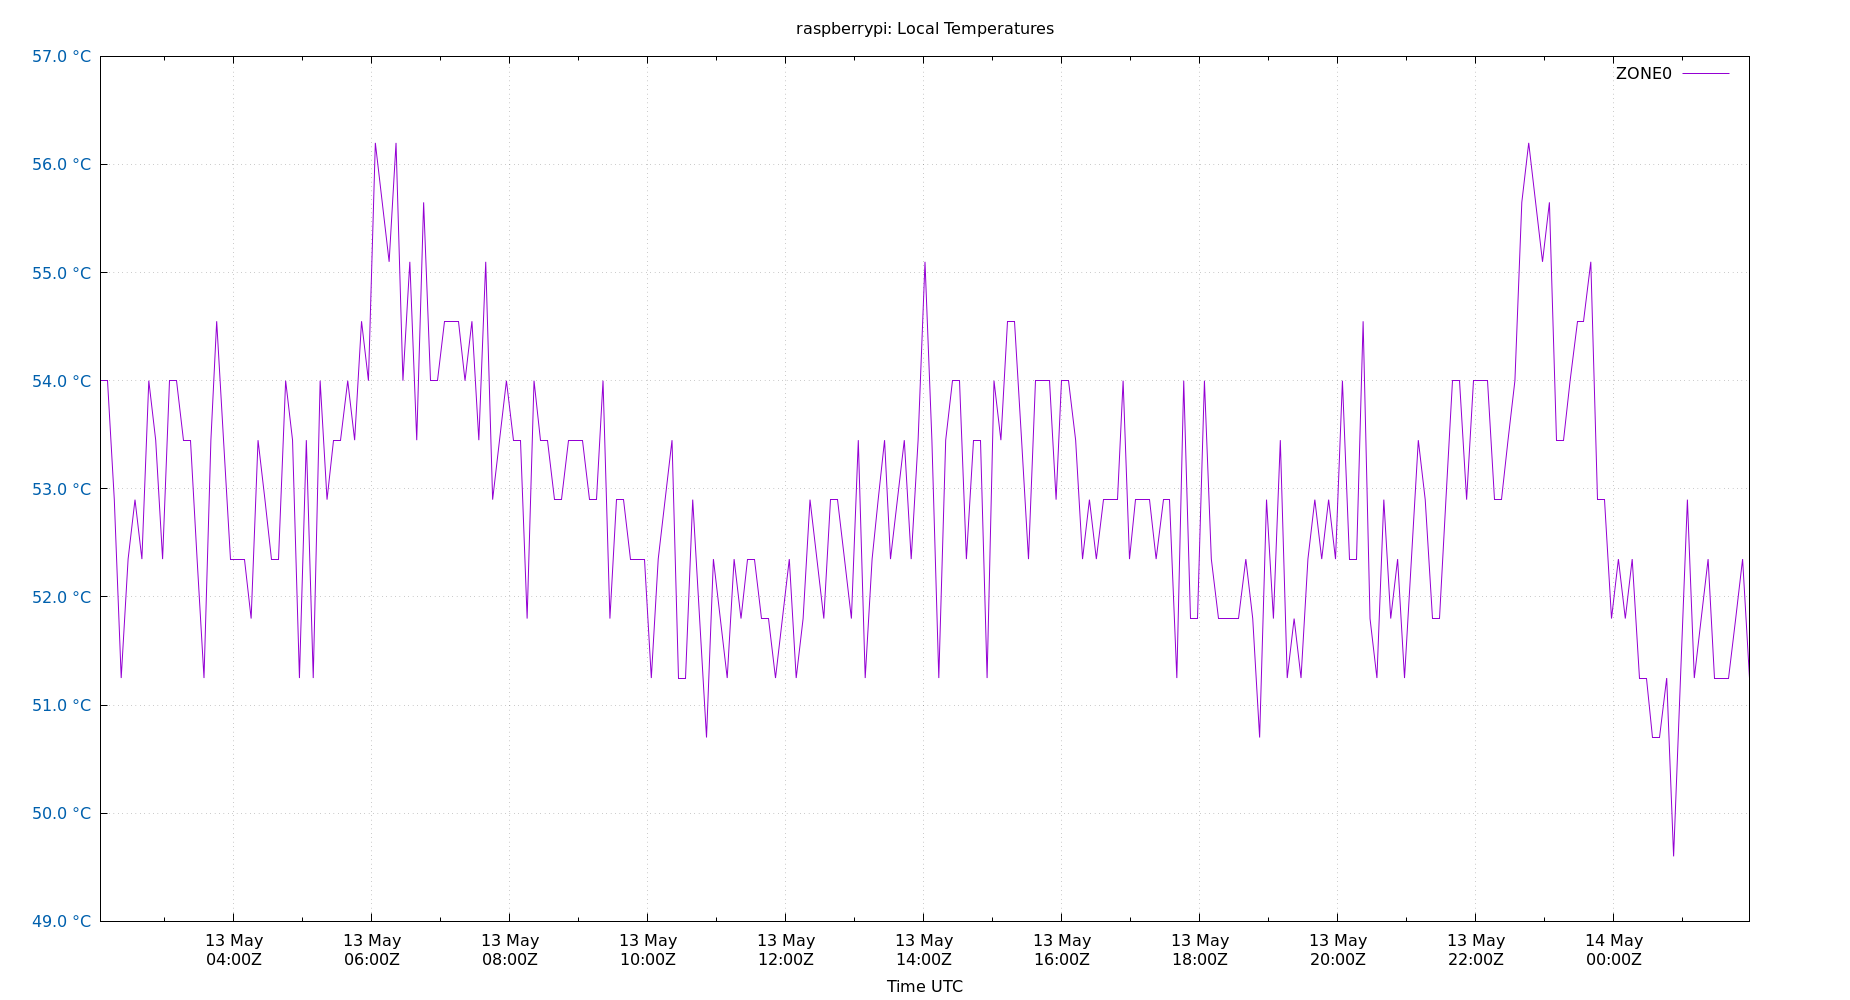 raspberrypi: Local Temperatures
57.0 °C
ZONE0
56.0 °C
55.0 °C
54.0 °C
53.0 °C
52.0 °C
51.0 °C
50.0 °C
49.0 °C
13 May 13 May 13 May 13 May 13 May 13 May 13 May 13 May 13 May 13 May 14 May
04:00Z 06:00Z 08:00Z 10:00Z 12:00Z 14:00Z 16:00Z 18:00Z 20:00Z 22:00Z 00:00Z
Time UTC